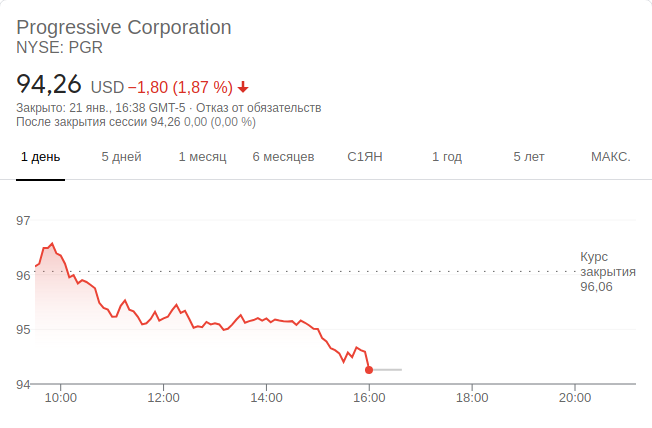 Progressive Corporation
NYSE: PGR
94,26 USD −1,80 (1,87 %)
Закрыто: 21 янв., 16:38 GMT-5 · Отказ от обязательств
После закрытия сессии 94,26 0,00 (0,00 %)
1 день 5 дней 1 месяц 6 месяцев С1ЯН 1 год 5 лет МАКС.
97
96
95
94
Курс
закрытия
96,06
10:00 12:00 14:00 16:00 18:00 20:00